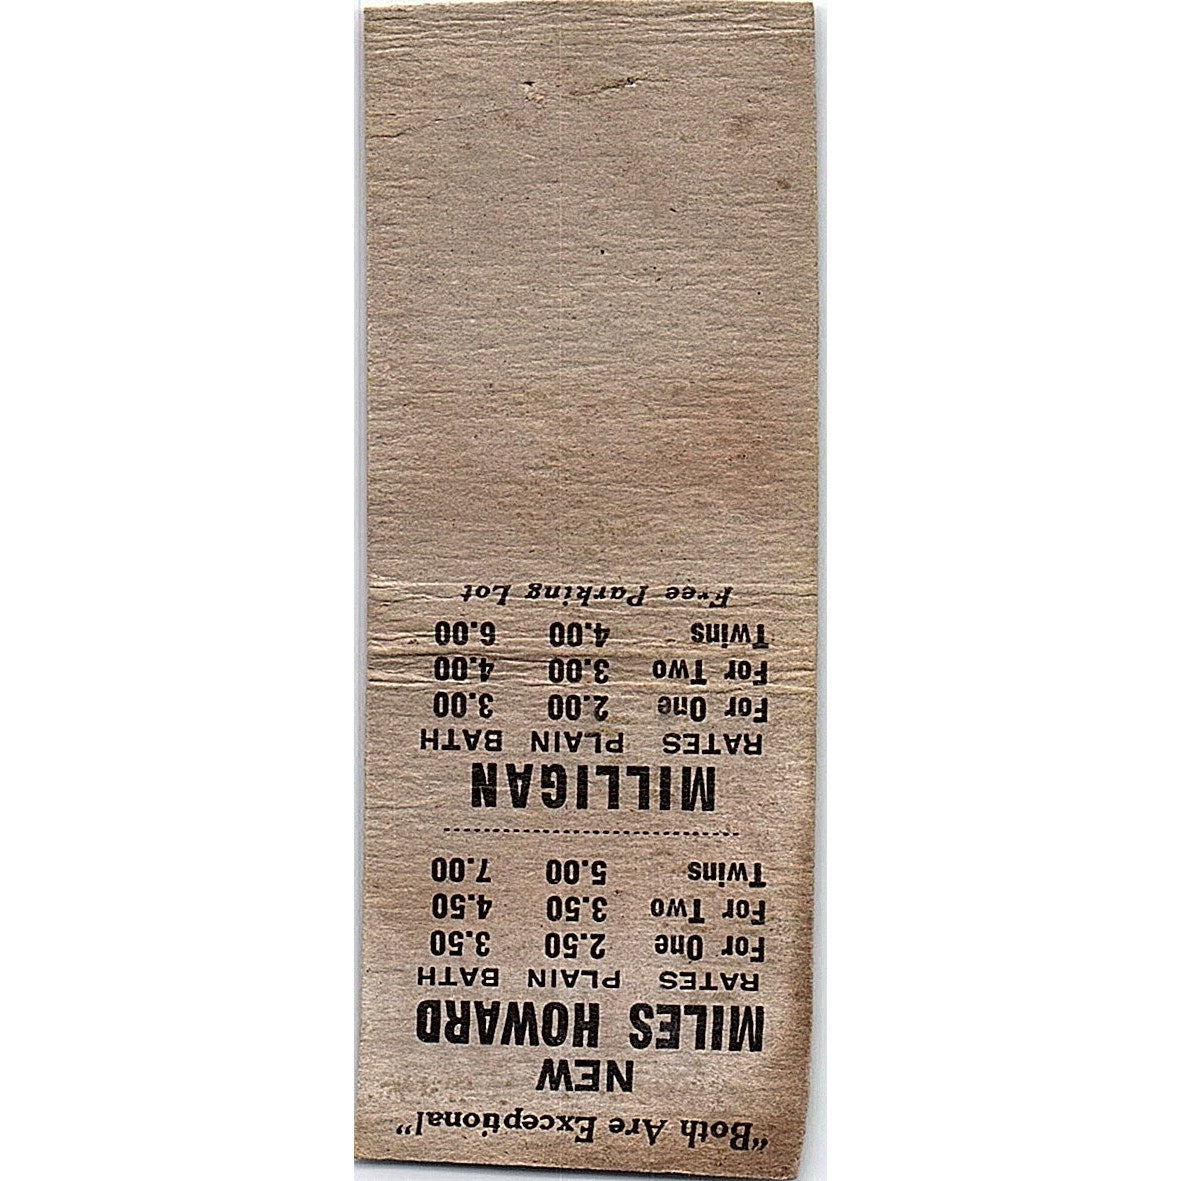 "Both Are Exceptional"
NEW
MILES HOWARD
RATES PLAIN BATH
For One 2.50 3.50
For Two 3.50 4.50
Twins 5.00 7.00
MILLIGAN
RATES PLAIN BATH
For One 2.00 3.00
For Two 3.00 4.00
Twins 4.00 6.00
Free Parking Lot